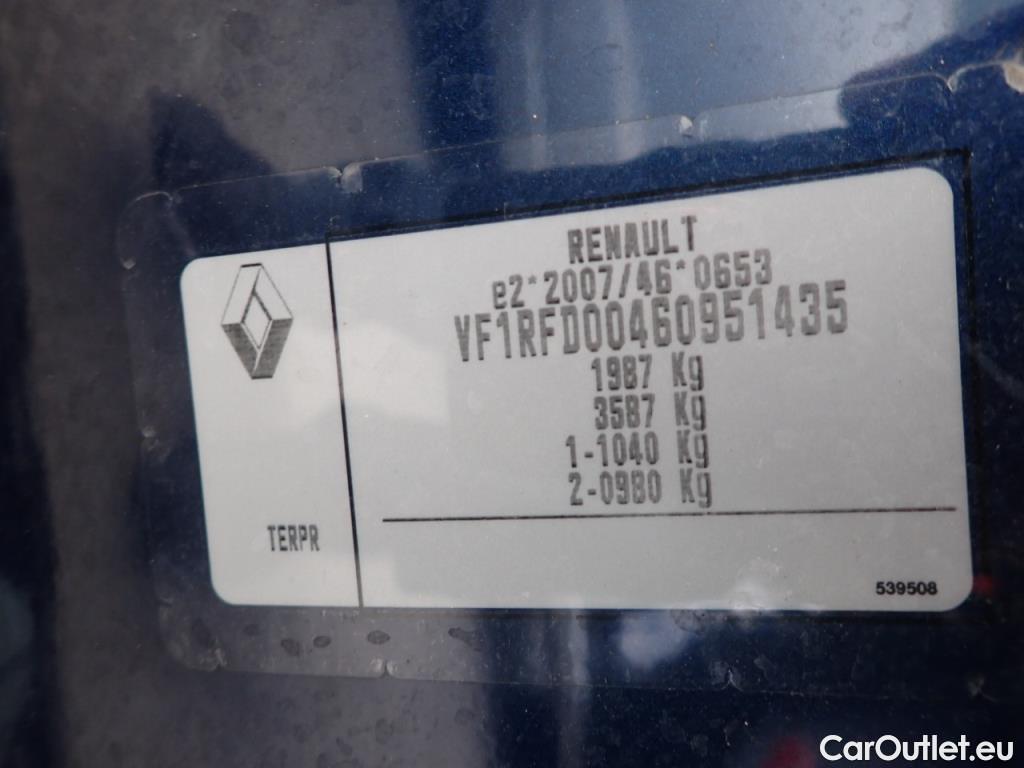 RENAULT
e2*2007/46*0653
VF1RFD00460951435
1987 Kg
3587 Kg
1-1040 Kg
2-0980 Kg
TERPR
539508
CarOutlet.eu